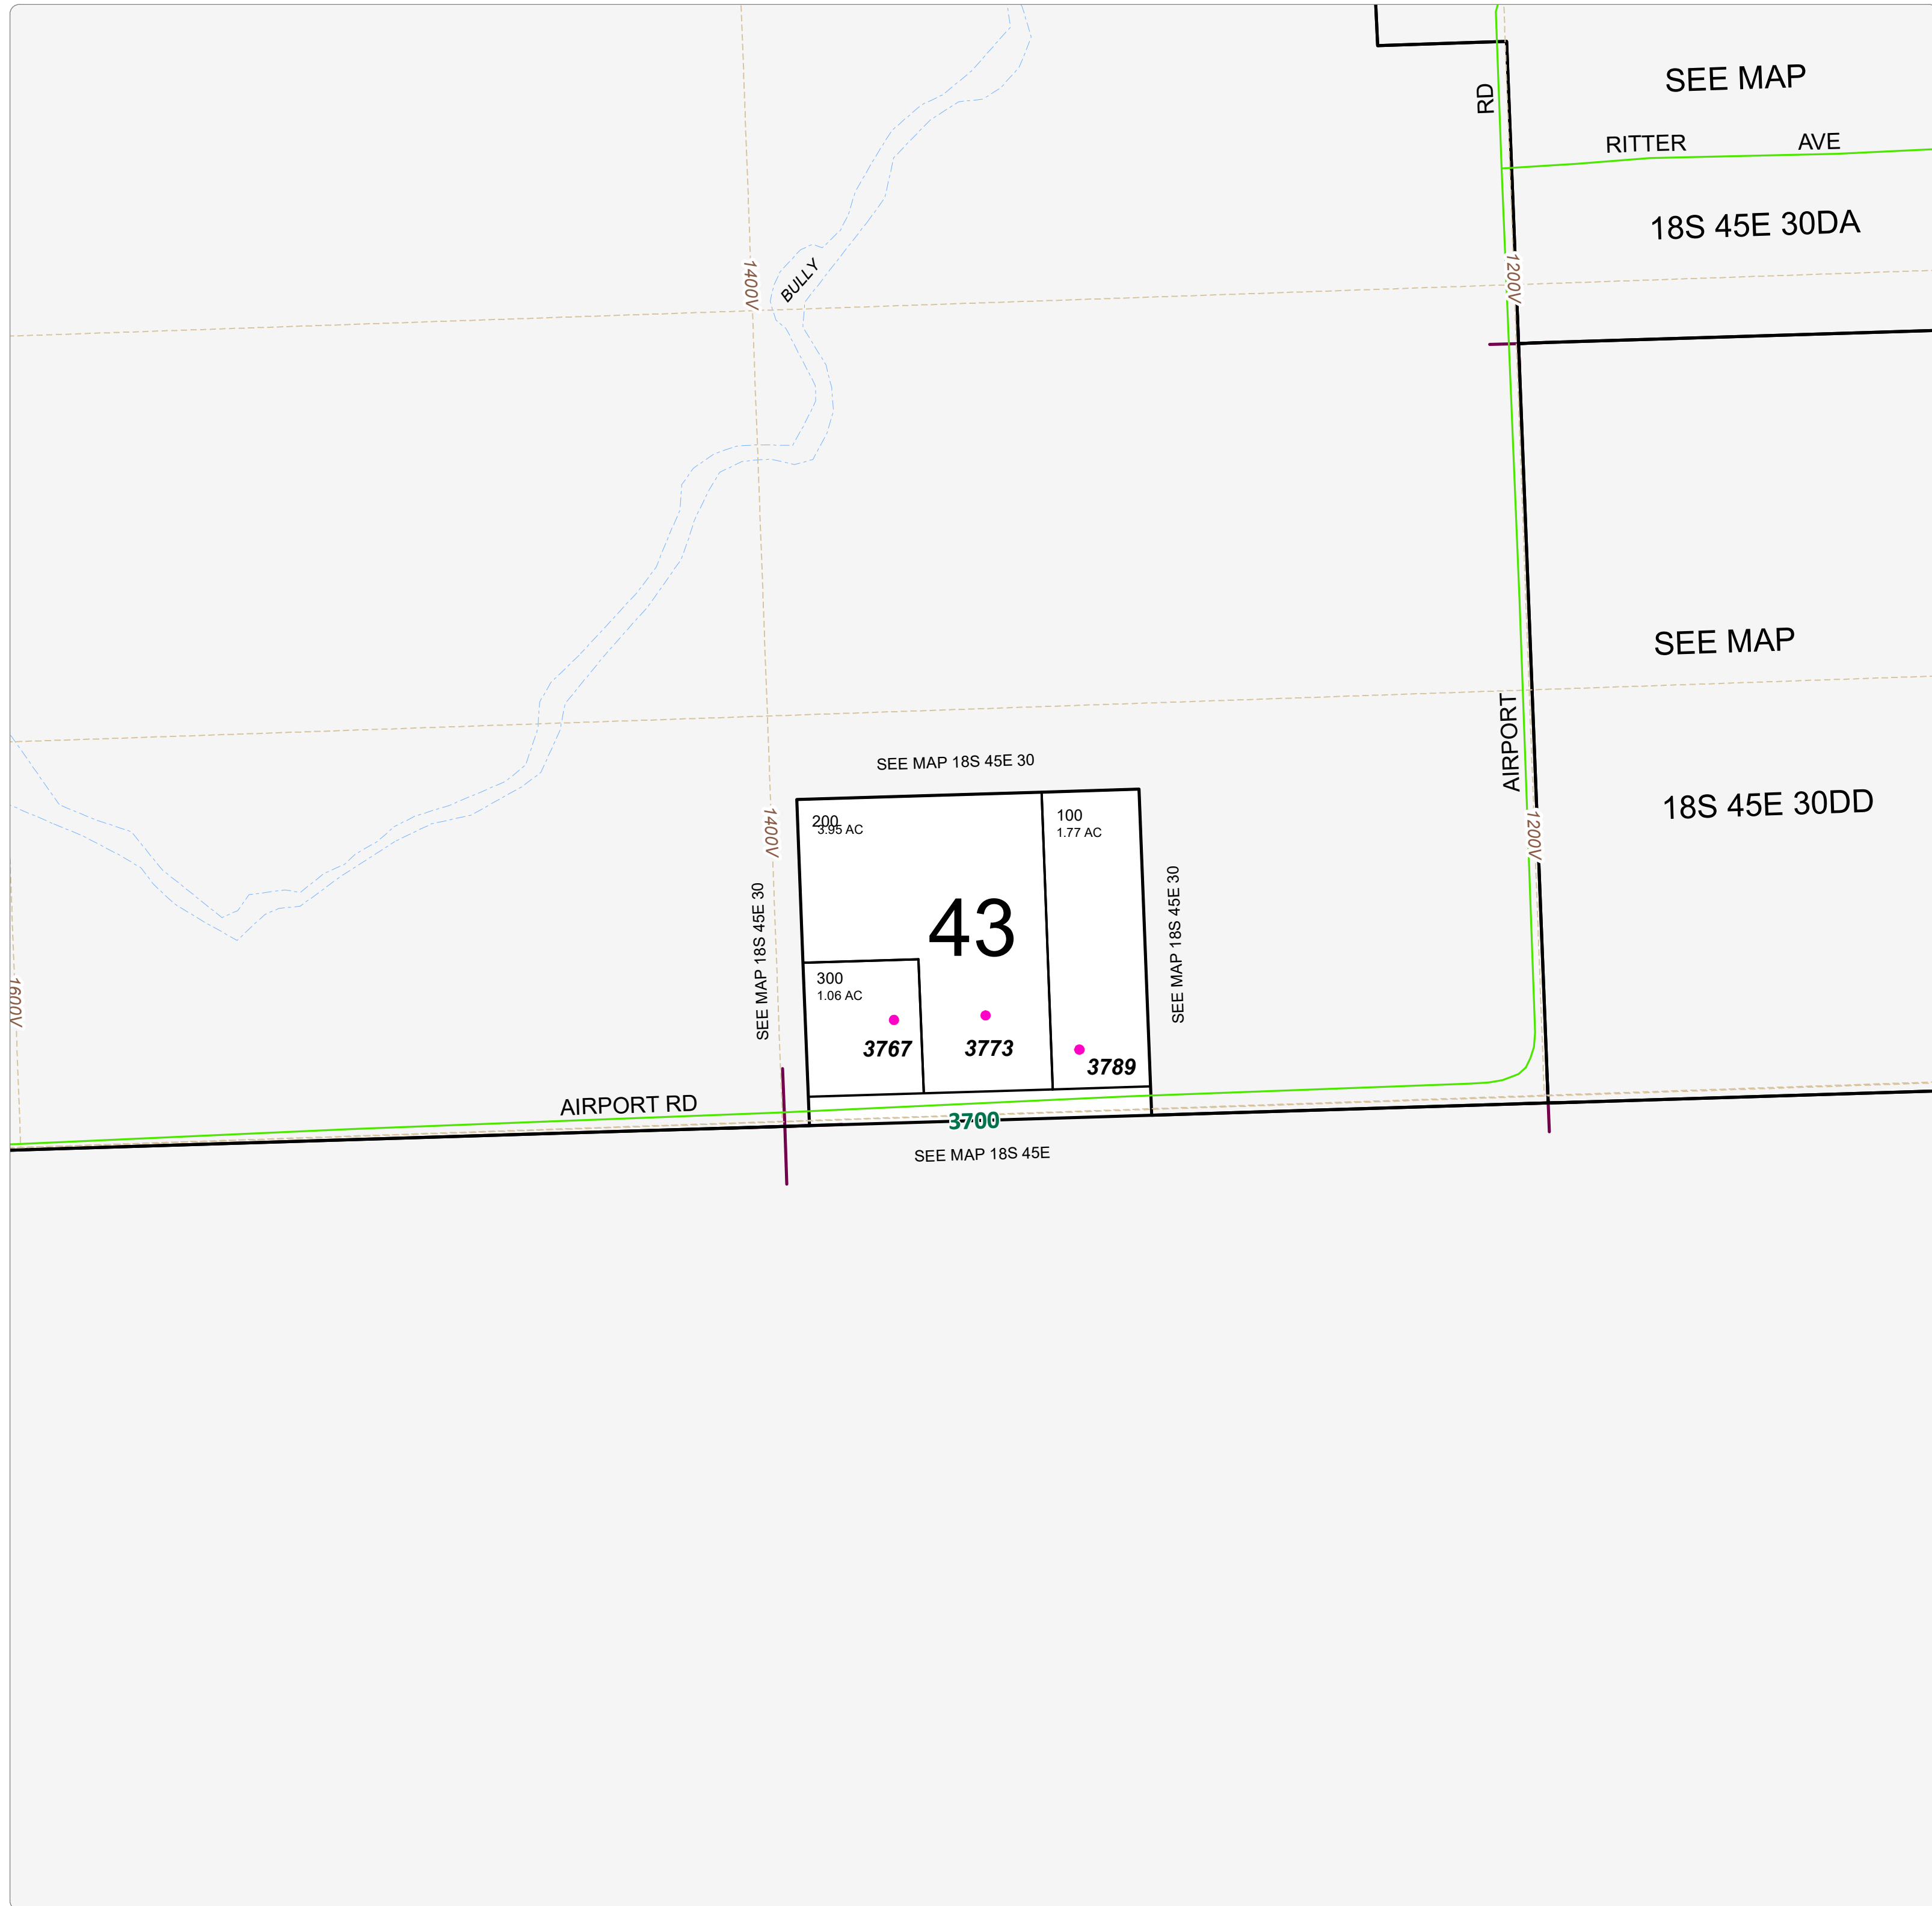 SEE MAP
RD
RITTER AVE
18S 45E 30DA
1400V
BULLY
1200V
SEE MAP
AIRPORT
18S 45E 30DD
SEE MAP 18S 45E 30
1400V
200
3.95 AC
100
1.77 AC
1200V
SEE MAP 18S 45E 30
43
SEE MAP 18S 45E 30
300
1.06 AC
1600V
3767
3773
3789
AIRPORT RD
3700
SEE MAP 18S 45E